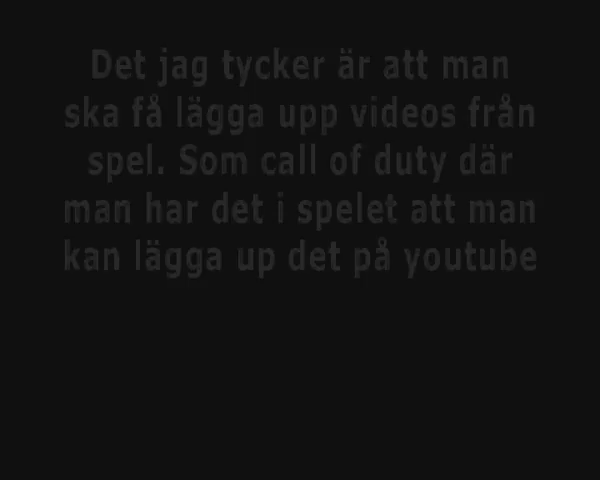 Det jag tycker är att man
ska få lägga upp videos från
spel. Som call of duty där
man har det i spelet att man
kan lägga up det på youtube